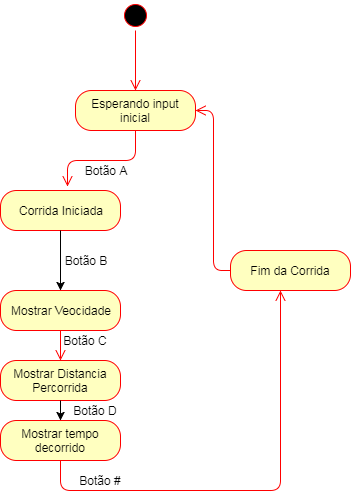 Esperando input
inicial
Botão A
Corrida Iniciada
Botão B
Fim da Corrida
Mostrar Veocidade
Botão C
Mostrar Distancia
Percorrida
Botão D
Mostrar tempo
decorrido
Botão #